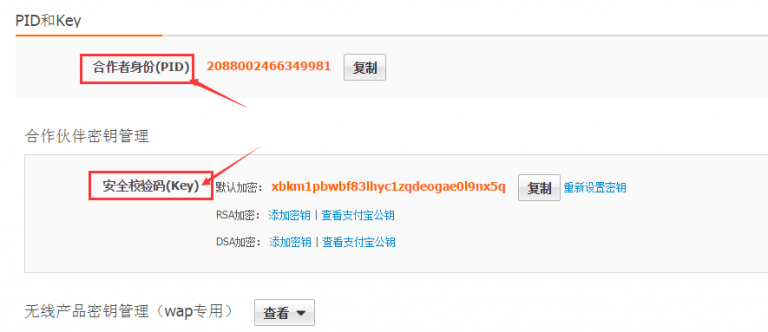 PID和Key
合作者身份(PID) 2088002466349981 复制
合作伙伴密钥管理
安全校验码(Key) 默认加密： xbkm1pbwbf83lhyc1zqdeogae0l9nx5q 复制 重新设置密钥
RSA加密： 添加密钥 | 查看支付宝公钥
DSA加密： 添加密钥 | 查看支付宝公钥
无线产品密钥管理（wap专用） 查看